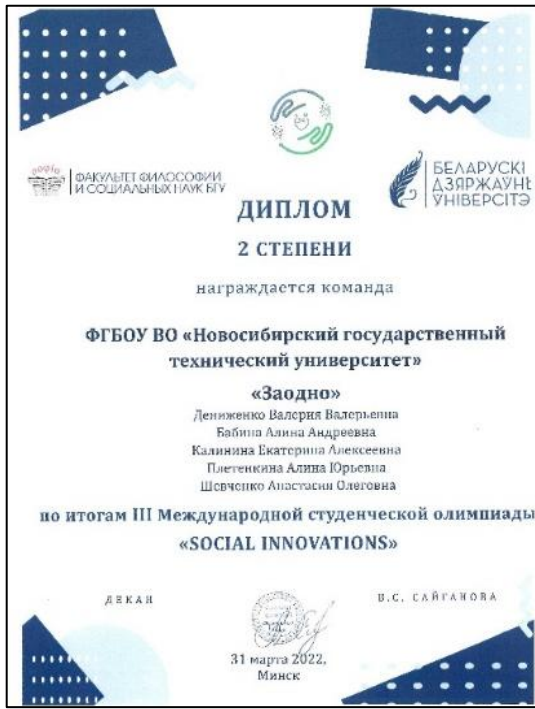 ФАКУЛЬТЕТ ФИЛОСОФИИ
И СОЦИАЛЬНЫХ НАУК БГУ
БЕЛАРУСКІ
ДЗЯРЖАЎНЫ
ЎНІВЕРСІТЭ
ДИПЛОМ
2 СТЕПЕНИ
награждается команда
ФГБОУ ВО «Новосибирский государственный
технический университет»
«Заодно»
Дениженко Валерия Валерьевна
Бабина Алина Андреевна
Калинина Екатерина Алексеевна
Плетенкина Алина Юрьевна
Шевченко Анастасия Олеговна
по итогам III Международной студенческой олимпиады
«SOCIAL INNOVATIONS»
ДЕКАН
В.С. САЙГАНОВА
31 марта 2022,
Минск